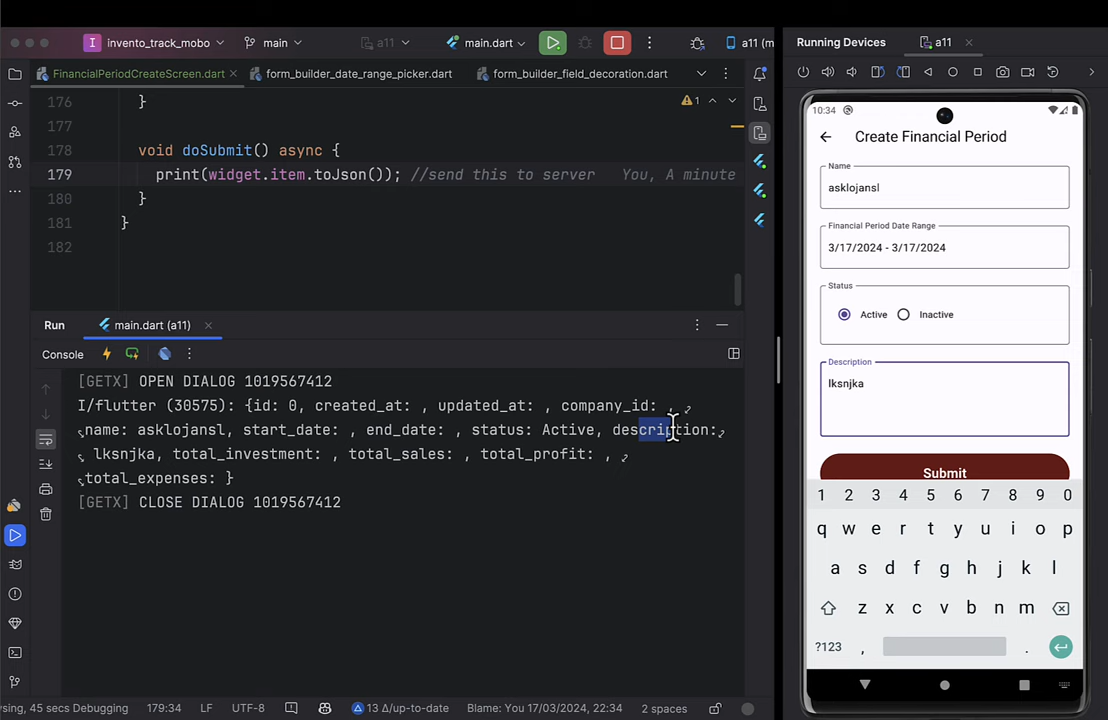 invento_track_mobo
main
a11
main.dart
a11 (m
Running Devices
a11
FinancialPeriodCreateScreen.dart
form_builder_date_range_picker.dart
form_builder_field_decoration.dart
176 }
1
177
178 void doSubmit() async {
179 print(widget.item.toJson()); //send this to server You, A minute
180 }
181 }
182
Run
main.dart (a11)
Console
[GETX] OPEN DIALOG 1019567412
I/flutter (30575): {id: 0, created_at: , updated_at: , company_id: ,
name: asklojansl, start_date: , end_date: , status: Active, description:
lksnjka, total_investment: , total_sales: , total_profit: , ,
total_expenses: }
[GETX] CLOSE DIALOG 1019567412
ysing, 45 secs Debugging
179:34
LF
UTF-8
13 Δ/up-to-date
Blame: You 17/03/2024, 22:34
2 spaces
10:34
Create Financial Period
Name
asklojansl
Financial Period Date Range
3/17/2024 - 3/17/2024
Status
Active
Inactive
Description
lksnjka
Submit
1 2 3 4 5 6 7 8 9 0
q w e r t y u i o p
a s d f g h j k l
z x c v b n m
?123 , .